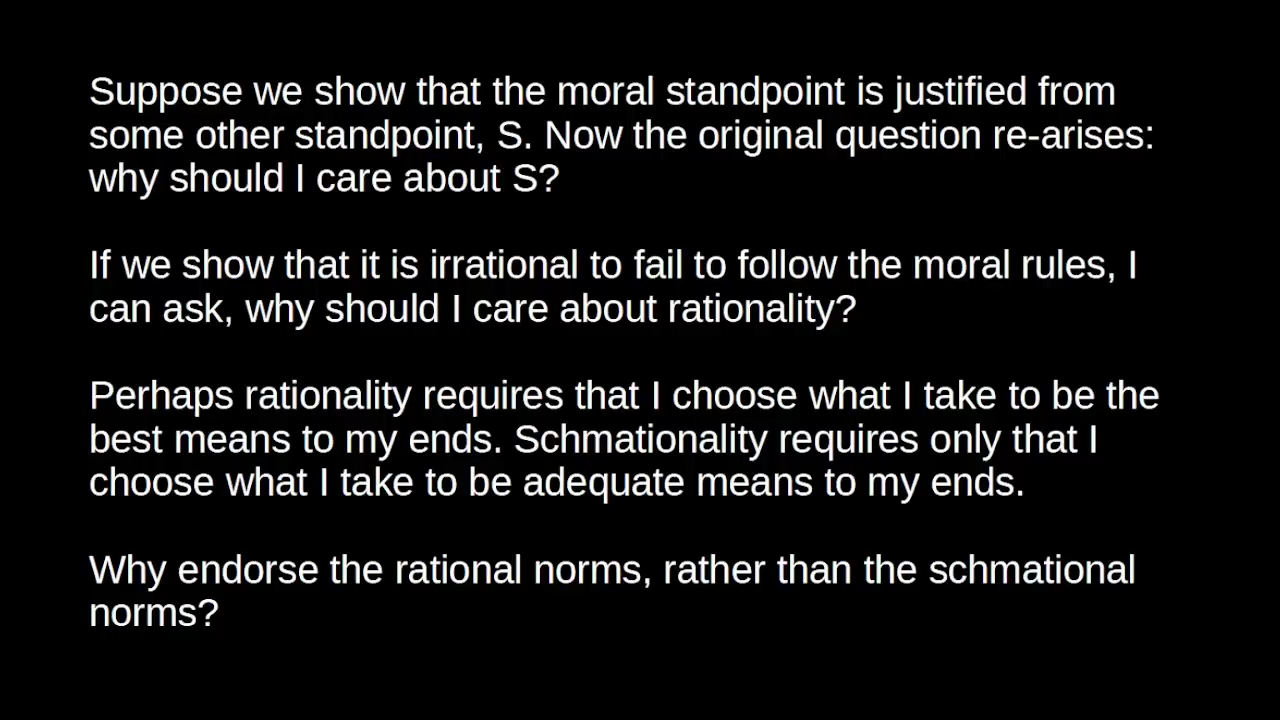 Suppose we show that the moral standpoint is justified from
some other standpoint, S. Now the original question re-arises:
why should I care about S?
If we show that it is irrational to fail to follow the moral rules, I
can ask, why should I care about rationality?
Perhaps rationality requires that I choose what I take to be the
best means to my ends. Schmationality requires only that I
choose what I take to be adequate means to my ends.
Why endorse the rational norms, rather than the schmational
norms?